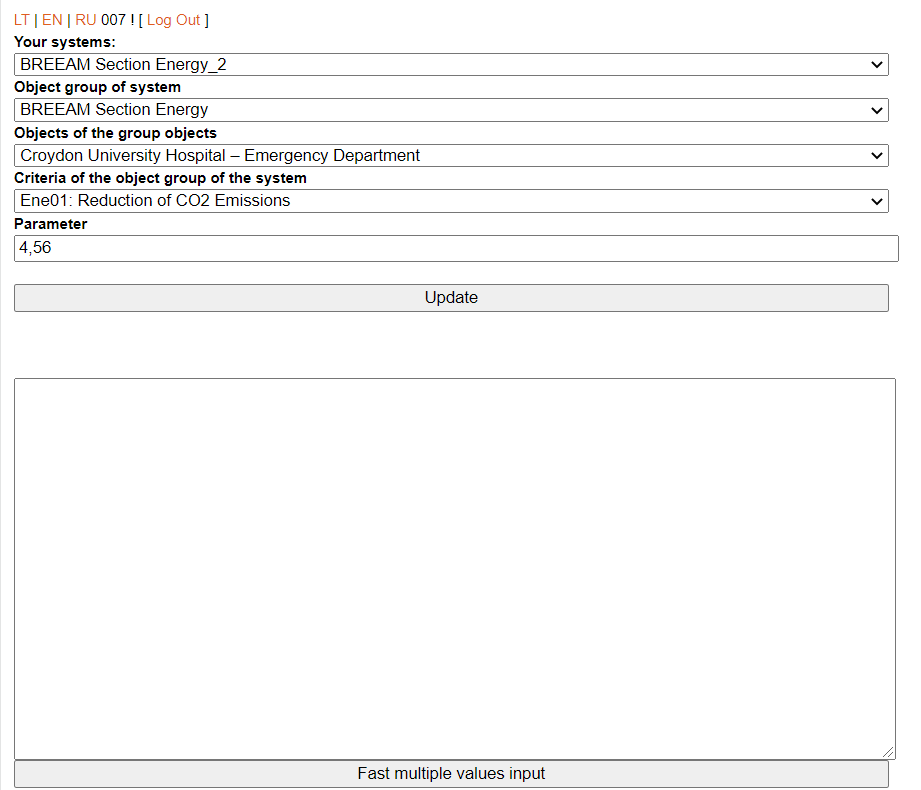 LT | EN | RU 007 ! [ Log Out ]
Your systems:
BREEAM Section Energy_2
Object group of system
BREEAM Section Energy
Objects of the group objects
Croydon University Hospital – Emergency Department
Criteria of the object group of the system
Ene01: Reduction of CO2 Emissions
Parameter
4,56
Update
Fast multiple values input